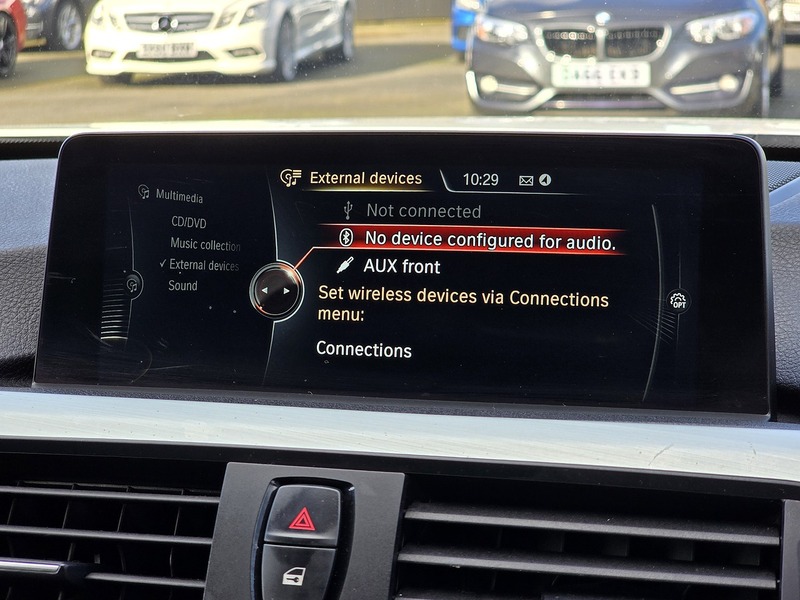 External devices
10:29
Multimedia
CD/DVD
Music collection
External devices
Sound
Not connected
No device configured for audio.
AUX front
Set wireless devices via Connections
menu:
Connections
OPT